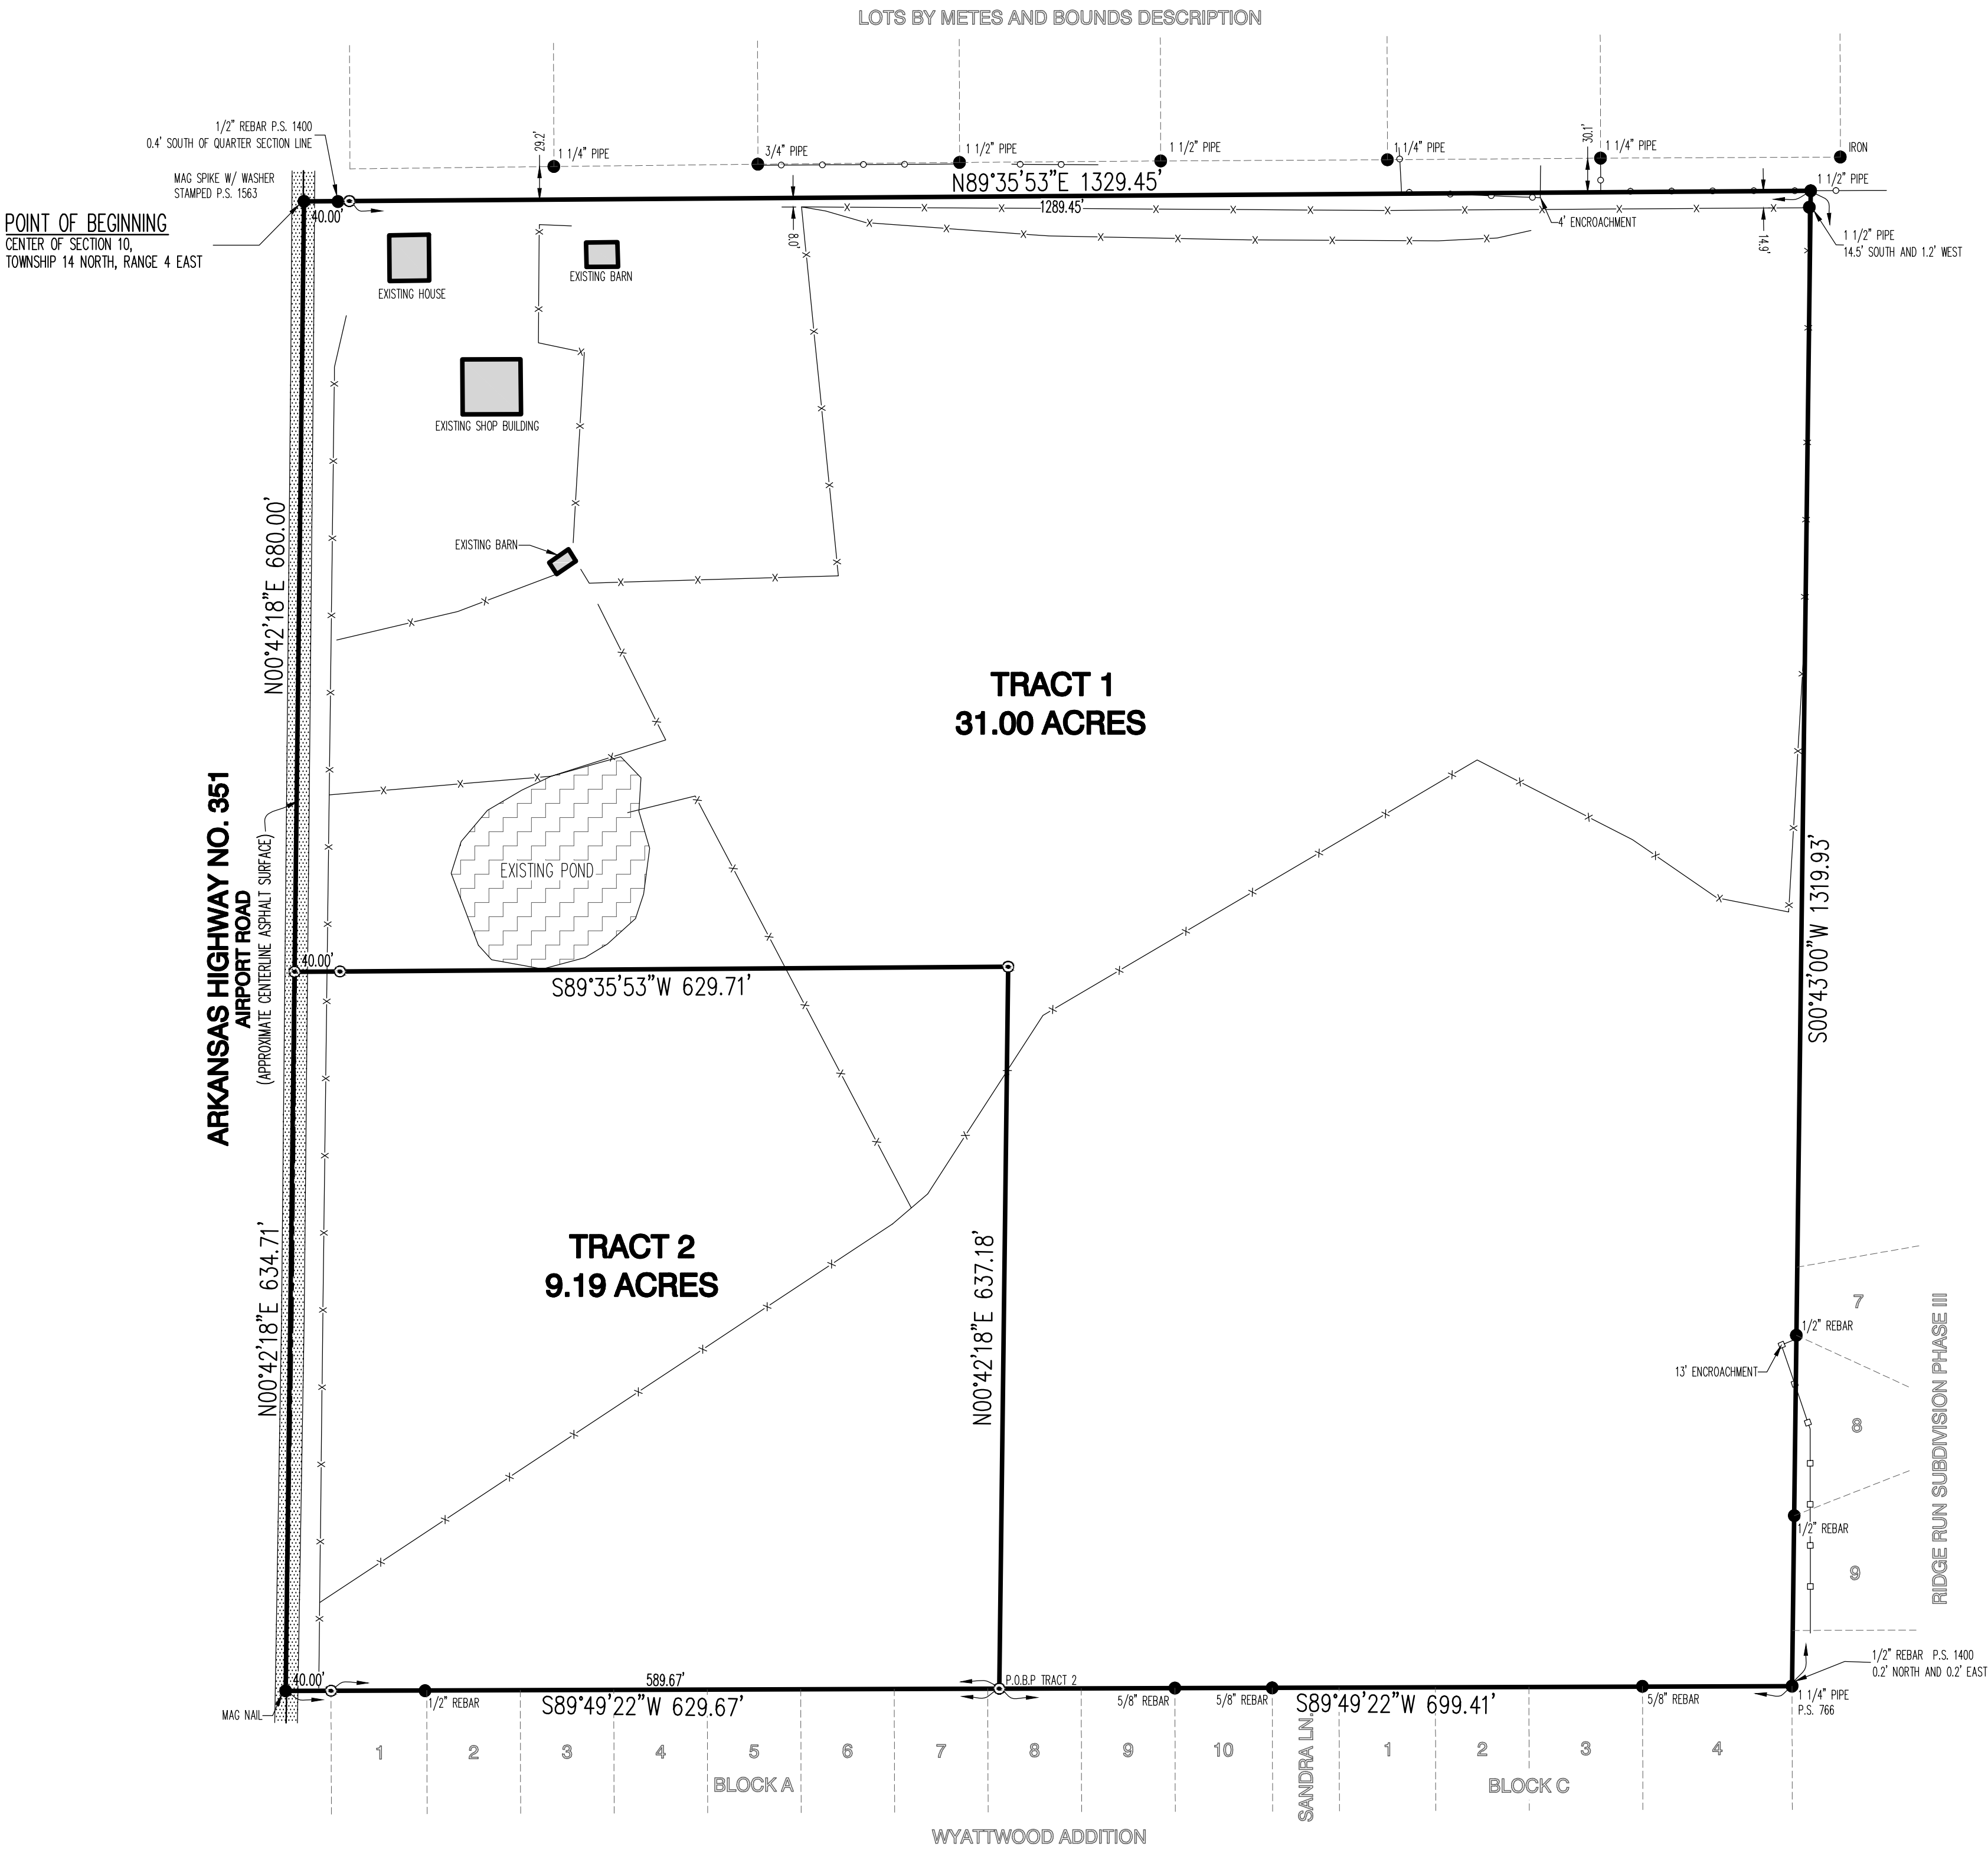 LOTS BY METES AND BOUNDS DESCRIPTION
1/2" REBAR P.S. 1400
0.4' SOUTH OF QUARTER SECTION LINE
MAG SPIKE W/ WASHER
STAMPED P.S. 1563
POINT OF BEGINNING
CENTER OF SECTION 10,
TOWNSHIP 14 NORTH, RANGE 4 EAST
40.00'
29.2'
1 1/4" PIPE
3/4" PIPE
1 1/2" PIPE
1 1/2" PIPE
1 1/4" PIPE
30.1'
1 1/4" PIPE
IRON
N89°35'53"E 1329.45'
1289.45'
1 1/2" PIPE
8.0'
4' ENCROACHMENT
14.9'
1 1/2" PIPE
14.5' SOUTH AND 1.2' WEST
EXISTING HOUSE
EXISTING BARN
EXISTING SHOP BUILDING
EXISTING BARN
N00°42'18"E 680.00'
TRACT 1
31.00 ACRES
ARKANSAS HIGHWAY NO. 351
AIRPORT ROAD
(APPROXIMATE CENTERLINE ASPHALT SURFACE)
EXISTING POND
S00°43'00"W 1319.93'
40.00'
S89°35'53"W 629.71'
N00°42'18"E 634.71'
TRACT 2
9.19 ACRES
N00°42'18"E 637.18'
7
1/2" REBAR
13' ENCROACHMENT
8
1/2" REBAR
9
RIDGE RUN SUBDIVISION PHASE III
1/2" REBAR P.S. 1400
0.2' NORTH AND 0.2' EAST
1 1/4" PIPE
P.S. 766
40.00'
MAG NAIL
1/2" REBAR
589.67'
S89°49'22"W 629.67'
P.O.B.P TRACT 2
5/8" REBAR
5/8" REBAR
S89°49'22"W 699.41'
5/8" REBAR
1
2
3
4
5
6
7
8
9
10
SANDRA LN.
1
2
3
4
BLOCK A
BLOCK C
WYATTWOOD ADDITION